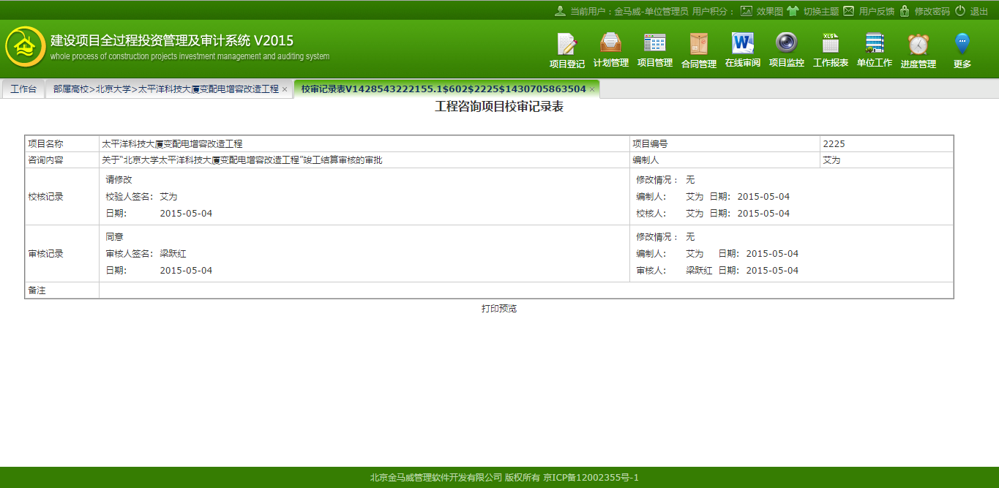 当前用户：金马威-单位管理员 用户积分： 效果图 切换主题 用户反馈 修改密码 退出
建设项目全过程投资管理及审计系统 V2015
whole process of construction projects investment management and auditing system
项目登记 计划管理 项目管理 合同管理 在线审阅 项目监控 工作报表 单位工作 进度管理 更多
工作台 部属高校>北京大学>太平洋科技大厦变配电增容改造工程 × 校审记录表V1428543222155.1$602$2225$1430705863504 ×
工程咨询项目校审记录表
项目名称 太平洋科技大厦变配电增容改造工程 项目编号 2225
咨询内容 关于“北京大学太平洋科技大厦变配电增容改造工程”竣工结算审核的审批 编制人 艾为
校核记录
请修改
校验人签名： 艾为
日期： 2015-05-04
修改情况： 无
编制人： 艾为 日期： 2015-05-04
校核人： 艾为 日期： 2015-05-04
审核记录
同意
审核人签名： 梁跃红
日期： 2015-05-04
修改情况： 无
编制人： 艾为 日期： 2015-05-04
审核人： 梁跃红 日期： 2015-05-04
备注
打印预览
北京金马威管理软件开发有限公司 版权所有 京ICP备12002355号-1